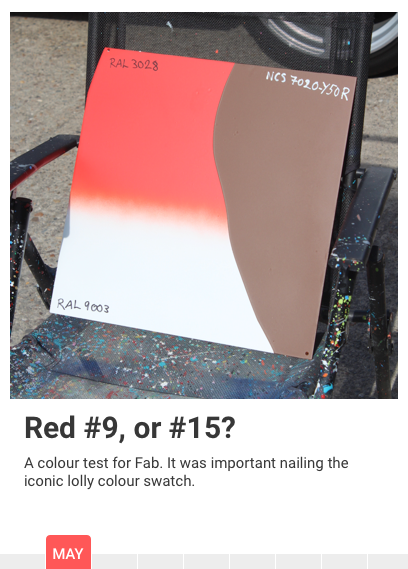 RAL 3028
NCS 7020-Y50R
RAL 9003
Red #9, or #15?
A colour test for Fab. It was important nailing the
iconic lolly colour swatch.
MAY